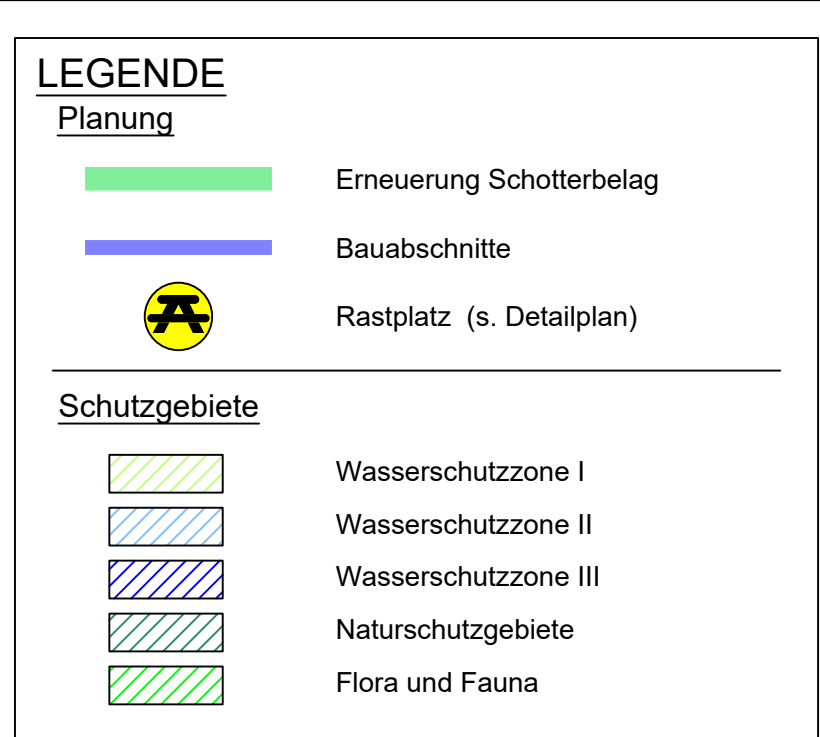 LEGENDE
Planung
Erneuerung Schotterbelag
Bauabschnitte
Rastplatz (s. Detailplan)
Schutzgebiete
Wasserschutzzone I
Wasserschutzzone II
Wasserschutzzone III
Naturschutzgebiete
Flora und Fauna